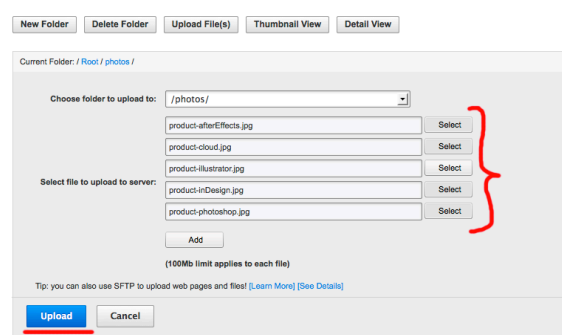 New Folder Delete Folder Upload File(s) Thumbnail View Detail View
Current Folder: / Root / photos /
Choose folder to upload to: /photos/
product-afterEffects.jpg Select
product-cloud.jpg Select
product-illustrator.jpg Select
Select file to upload to server: product-inDesign.jpg Select
product-photoshop.jpg Select
Add
(100Mb limit applies to each file)
Tip: you can also use SFTP to upload web pages and files! [Learn More] [See Details]
Upload Cancel